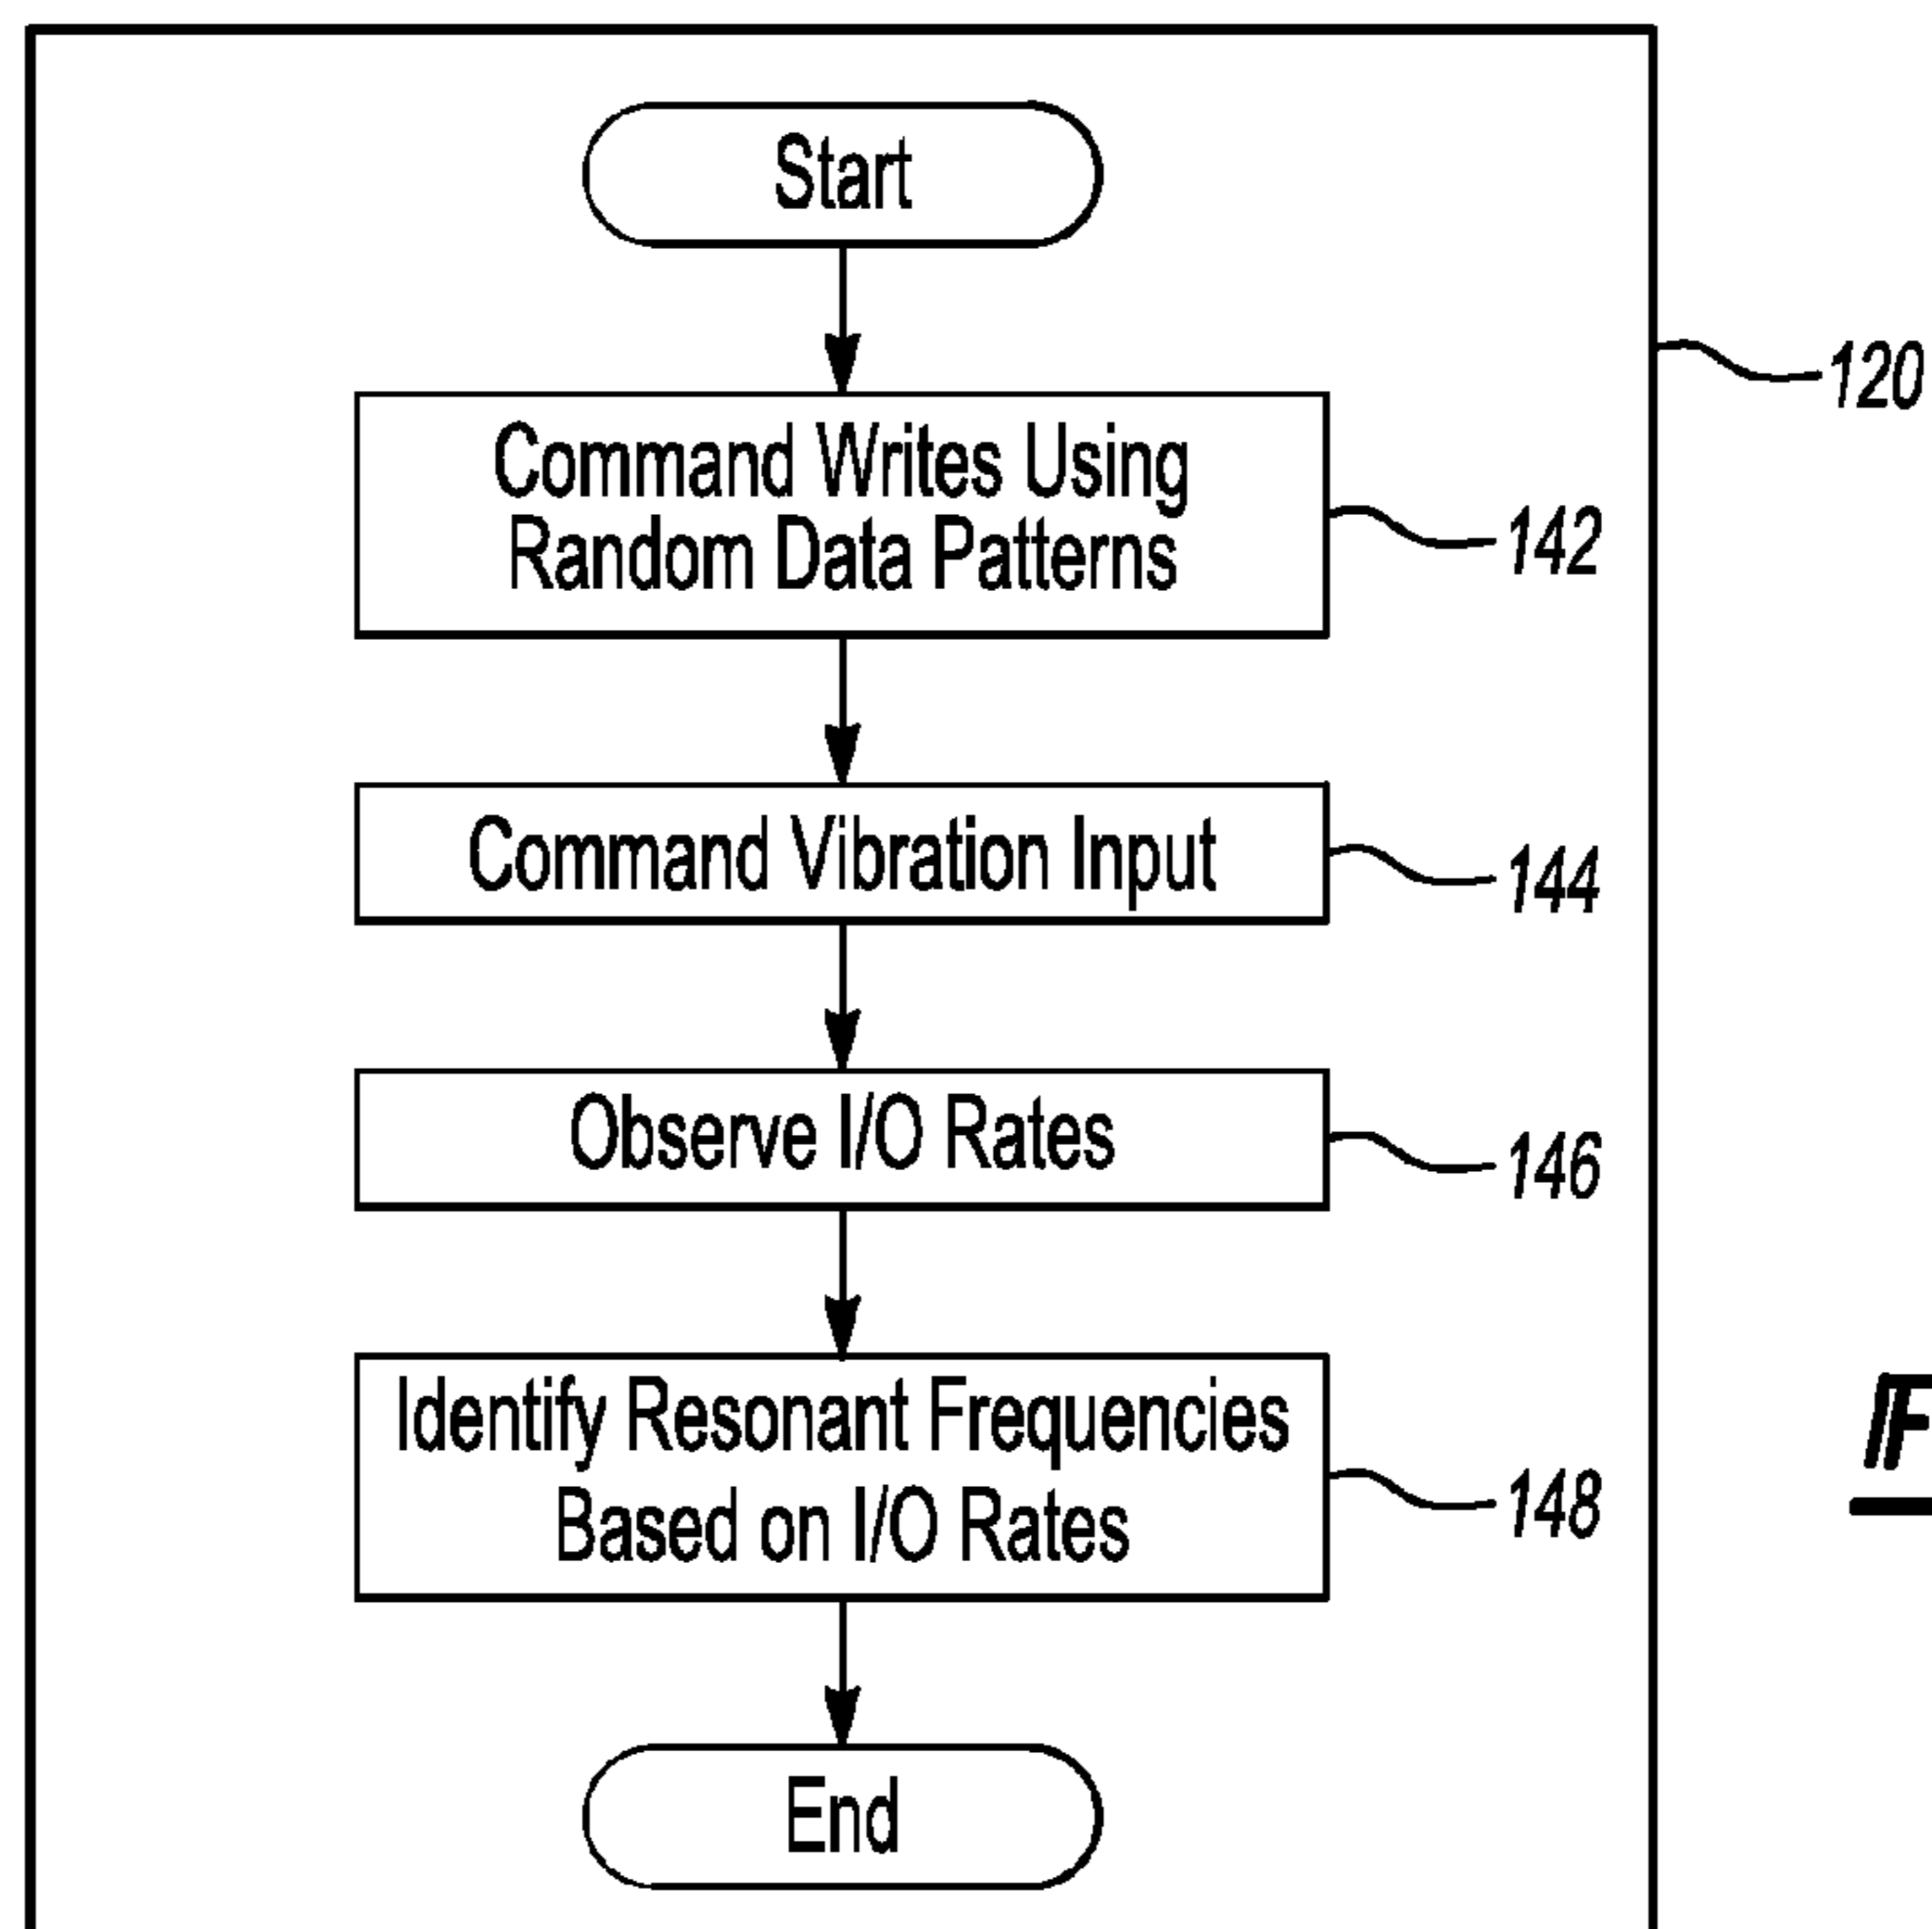 Start
120
Command Writes Using
Random Data Patterns
142
Command Vibration Input
144
Observe I/O Rates
146
Identify Resonant Frequencies
Based on I/O Rates
148
F
End